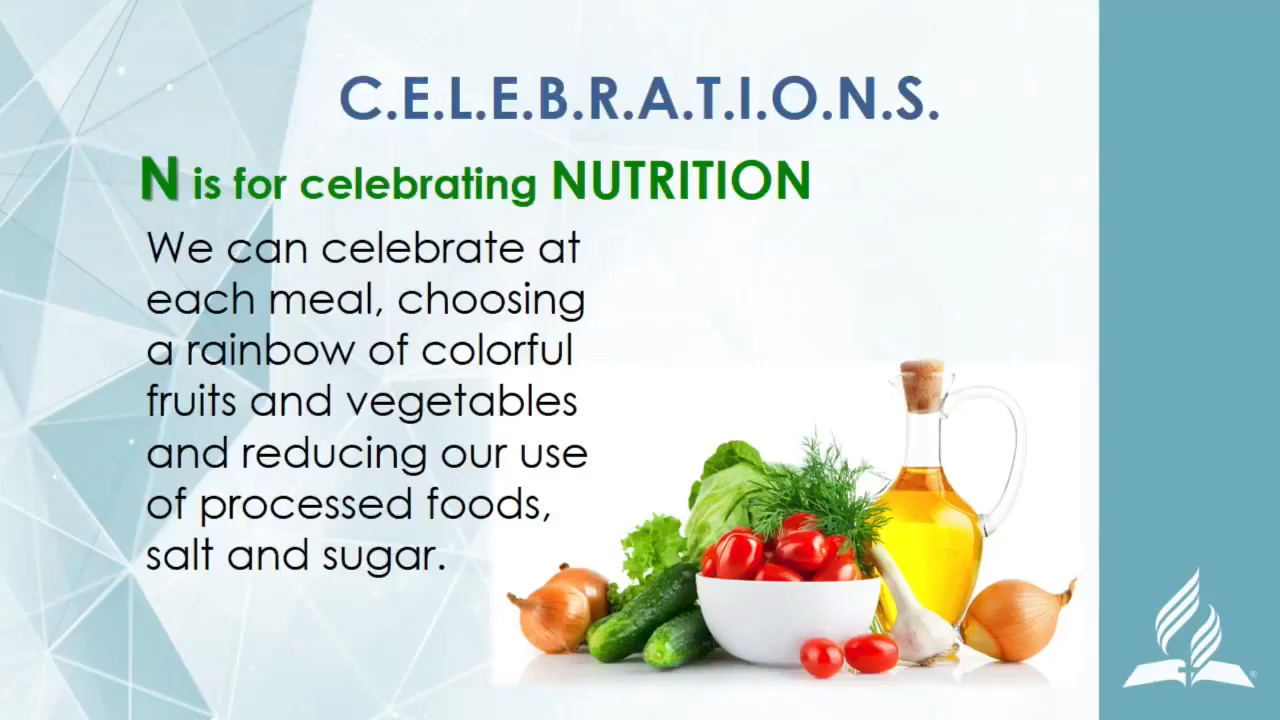 C.E.L.E.B.R.A.T.I.O.N.S.
N is for celebrating NUTRITION
We can celebrate at
each meal, choosing
a rainbow of colorful
fruits and vegetables
and reducing our use
of processed foods,
salt and sugar.
®